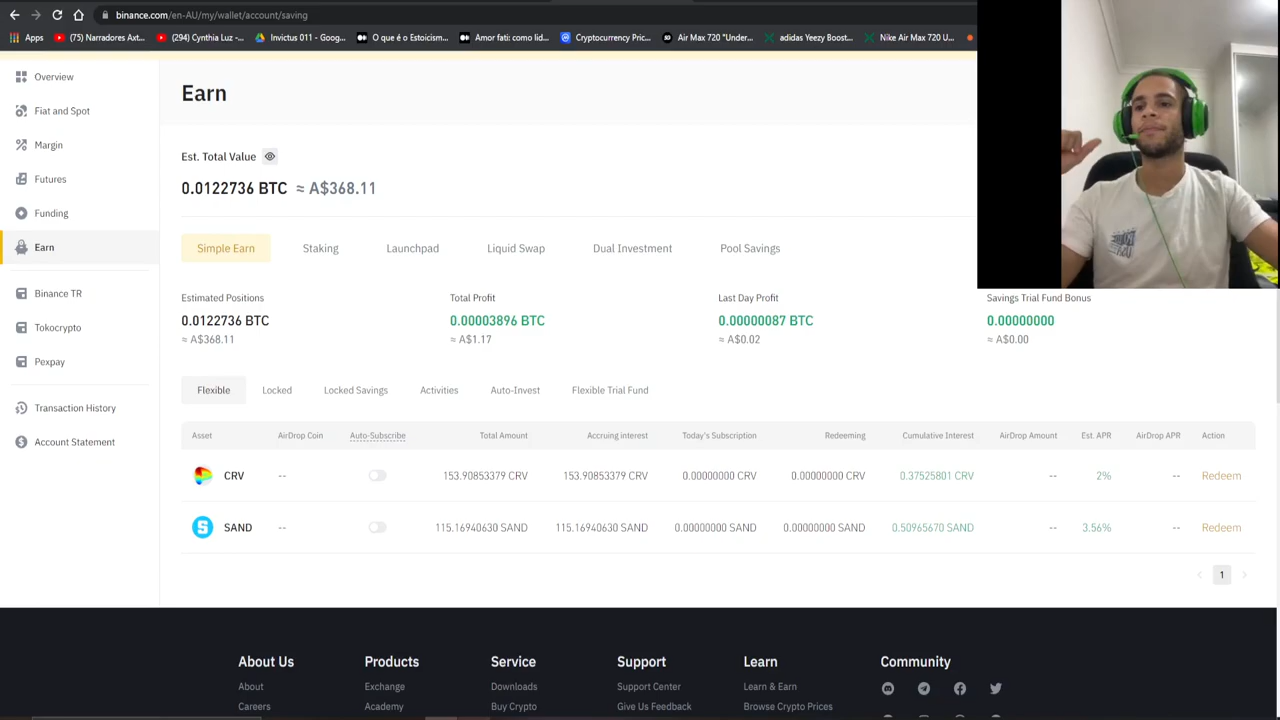 binance.com/en-AU/my/wallet/account/saving
Apps (75) Narradores Axt... (294) Cynthia Luz -... Invictus 011 - Goog... O que é o Estoicism... Amor fati: como lid... Cryptocurrency Pric... Air Max 720 "Under... adidas Yeezy Boost... Nike Air Max 720 U...
Overview
Fiat and Spot
Margin
Futures
Funding
Earn
Binance TR
Tokocrypto
Pexpay
Transaction History
Account Statement
Earn
Est. Total Value
0.0122736 BTC ≈ A$368.11
Simple Earn Staking Launchpad Liquid Swap Dual Investment Pool Savings
Estimated Positions Total Profit Last Day Profit Savings Trial Fund Bonus
0.0122736 BTC 0.00003896 BTC 0.00000087 BTC 0.00000000
≈ A$368.11 ≈ A$1.17 ≈ A$0.02 ≈ A$0.00
Flexible Locked Locked Savings Activities Auto-Invest Flexible Trial Fund
Asset AirDrop Coin Auto-Subscribe Total Amount Accruing interest Today's Subscription Redeeming Cumulative Interest AirDrop Amount Est. APR AirDrop APR Action
CRV -- 153.90853379 CRV 153.90853379 CRV 0.00000000 CRV 0.00000000 CRV 0.37525801 CRV -- 2% -- Redeem
SAND -- 115.16940630 SAND 115.16940630 SAND 0.00000000 SAND 0.00000000 SAND 0.50965670 SAND -- 3.56% -- Redeem
1
About Us Products Service Support Learn Community
About Exchange Downloads Support Center Learn & Earn
Careers Academy Buy Crypto Give Us Feedback Browse Crypto Prices